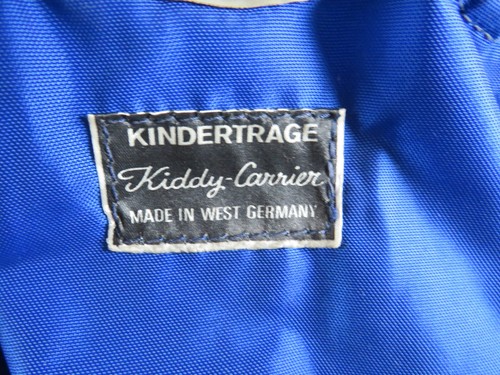 KINDERTRAGE
Kiddy-Carrier
MADE IN WEST GERMANY